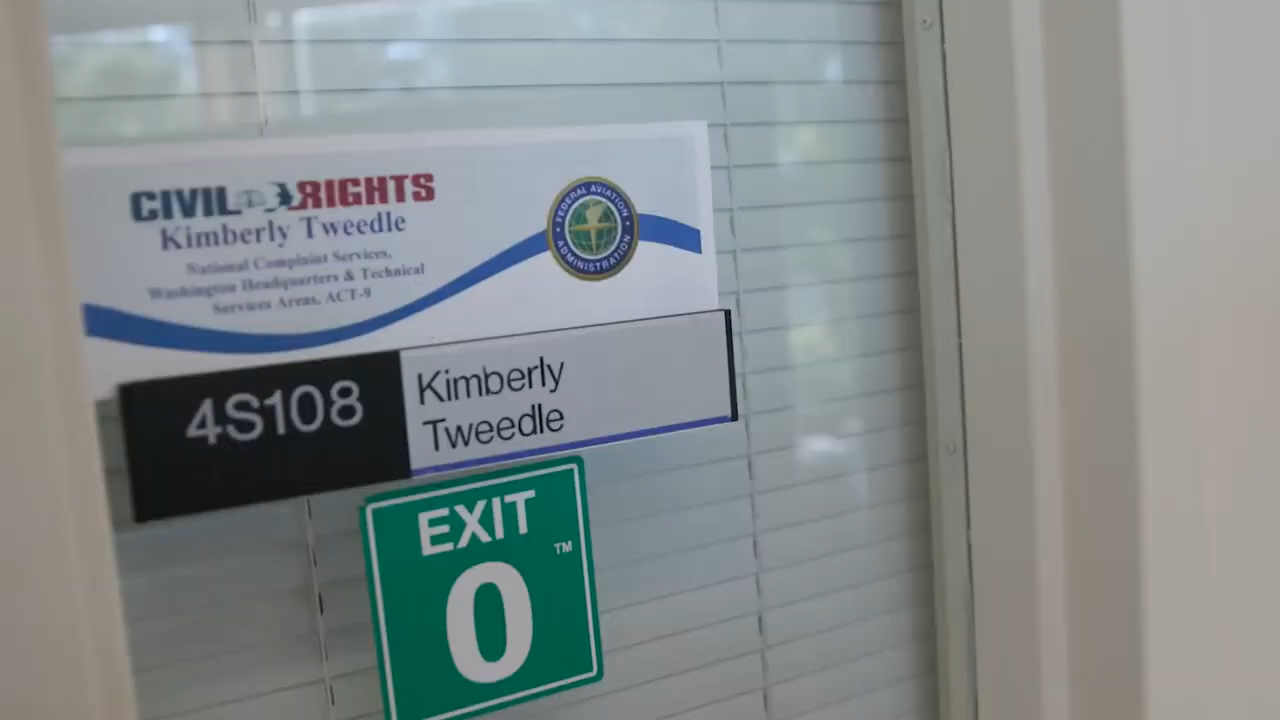 CIVIL RIGHTS
Kimberly Tweedle
National Complaint Services,
Washington Headquarters & Technical
Services Areas, ACT-9
FEDERAL AVIATION
ADMINISTRATION
4S108
Kimberly
Tweedle
EXIT
TM
0